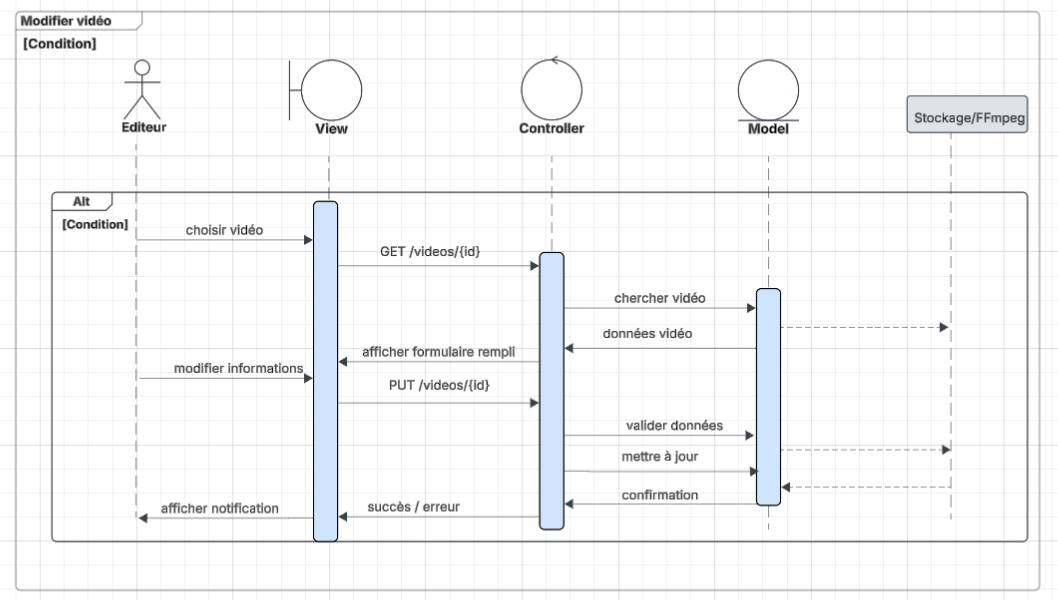 Modifier vidéo
[Condition]
Editeur
View
Controller
Model
Stockage/FFmpeg
Alt
[Condition]
choisir vidéo
GET /videos/{id}
chercher vidéo
données vidéo
afficher formulaire rempli
modifier informations
PUT /videos/{id}
valider données
mettre à jour
confirmation
succès / erreur
afficher notification